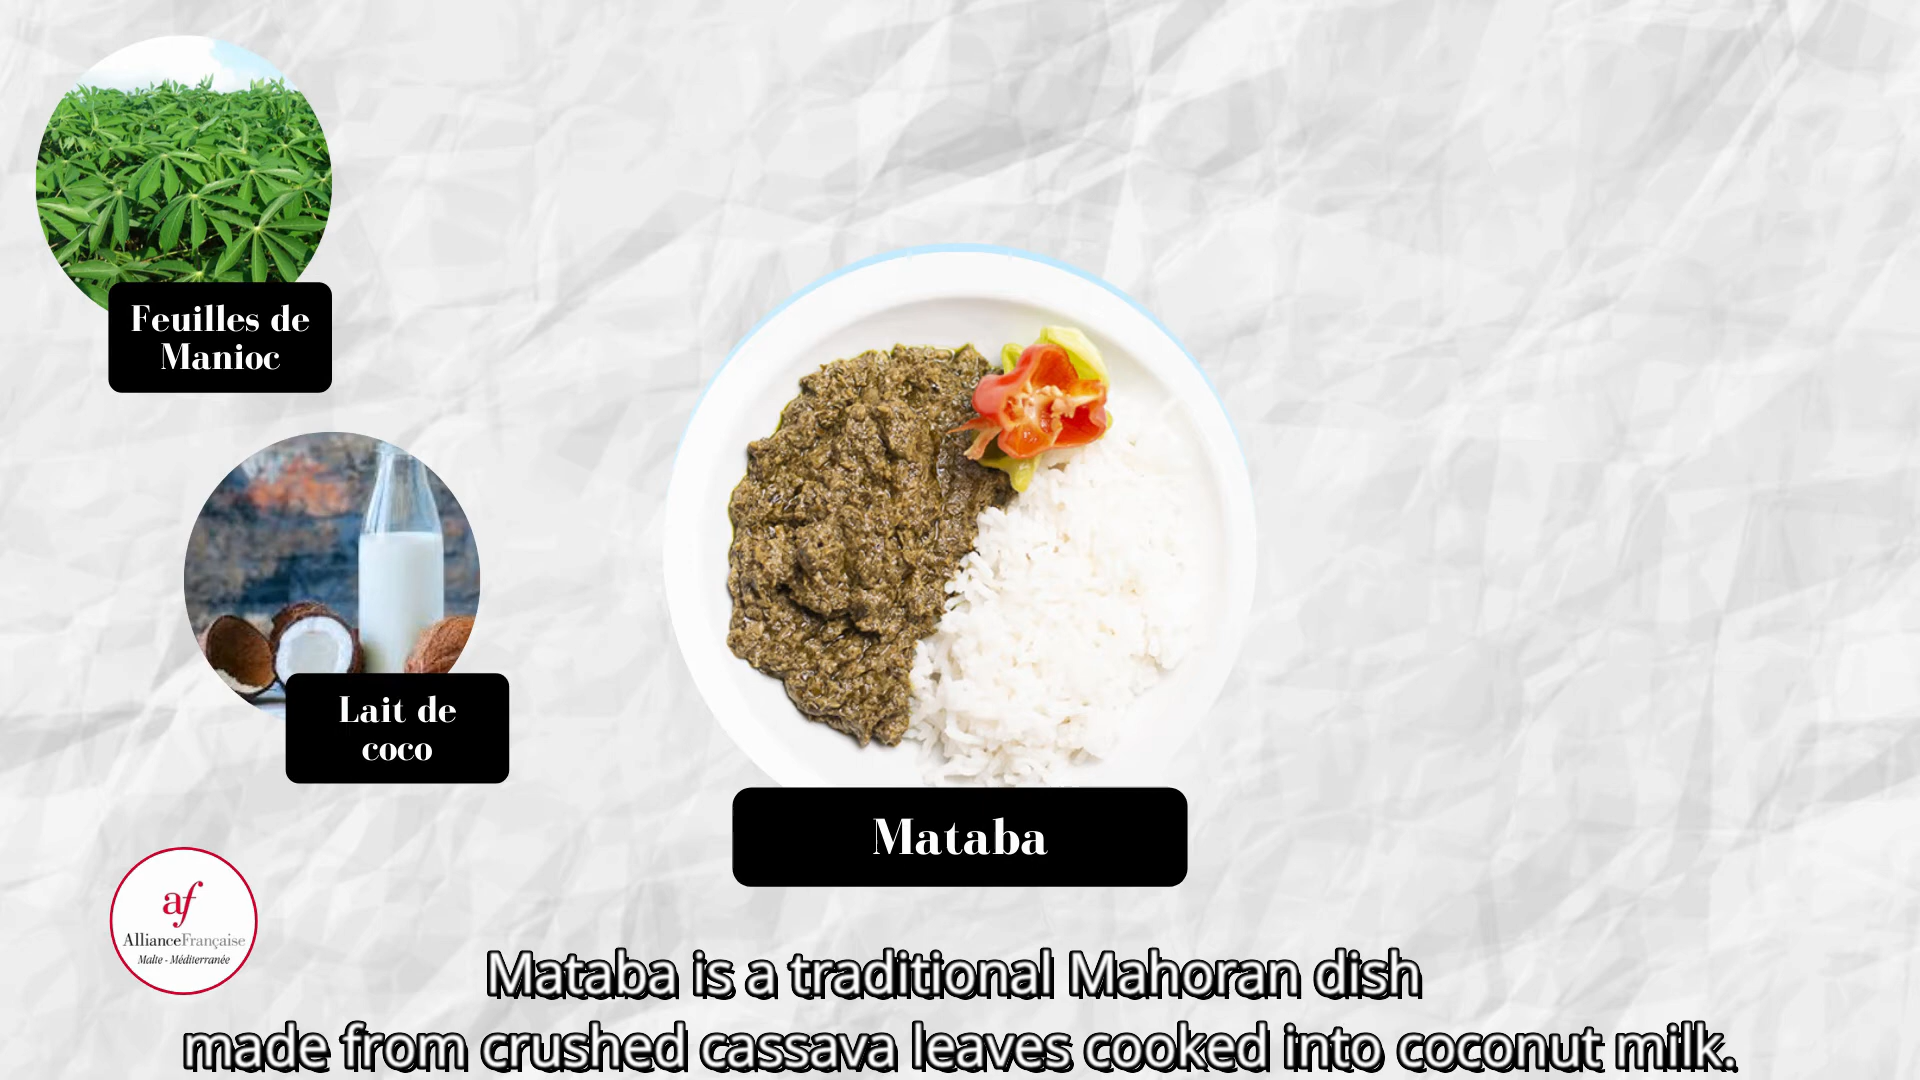 Feuilles de
Manioc
Lait de
coco
Mataba
af
AllianceFrançaise
Malte - Méditerranée
Mataba is a traditional Mahoran dish
made from crushed cassava leaves cooked into coconut milk.